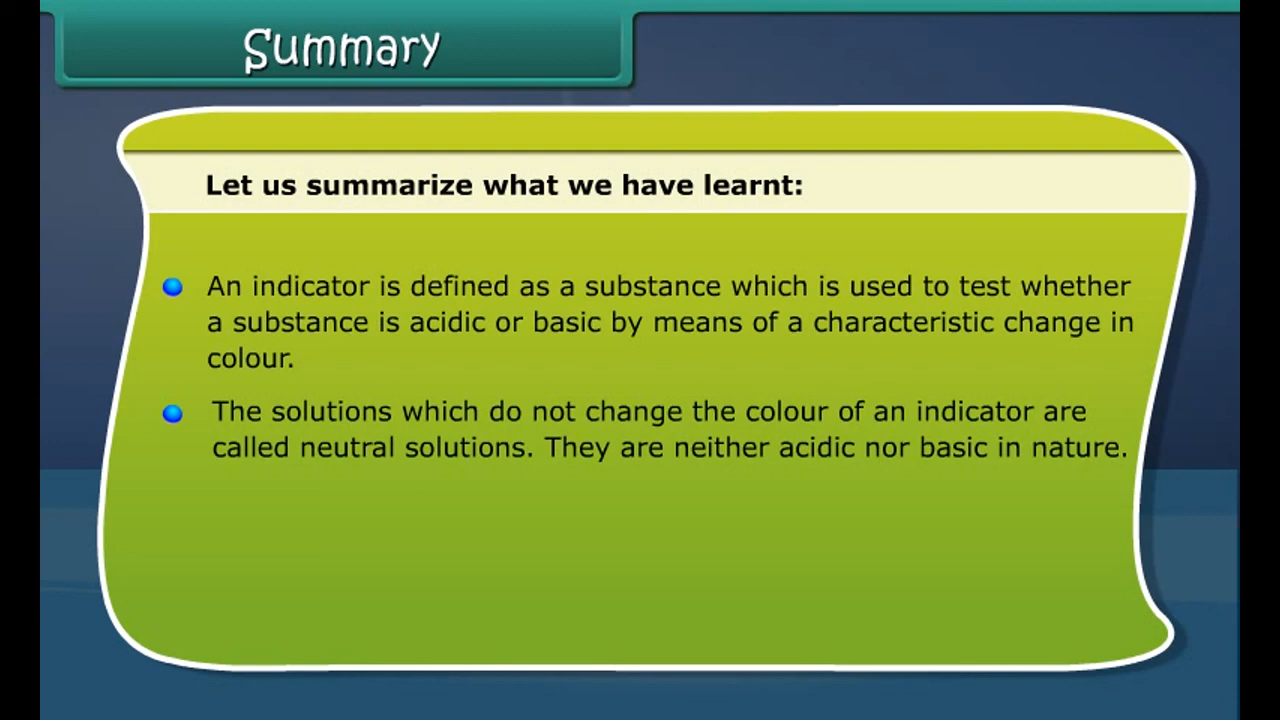 Summary
Let us summarize what we have learnt:
An indicator is defined as a substance which is used to test whether
a substance is acidic or basic by means of a characteristic change in
colour.
The solutions which do not change the colour of an indicator are
called neutral solutions. They are neither acidic nor basic in nature.